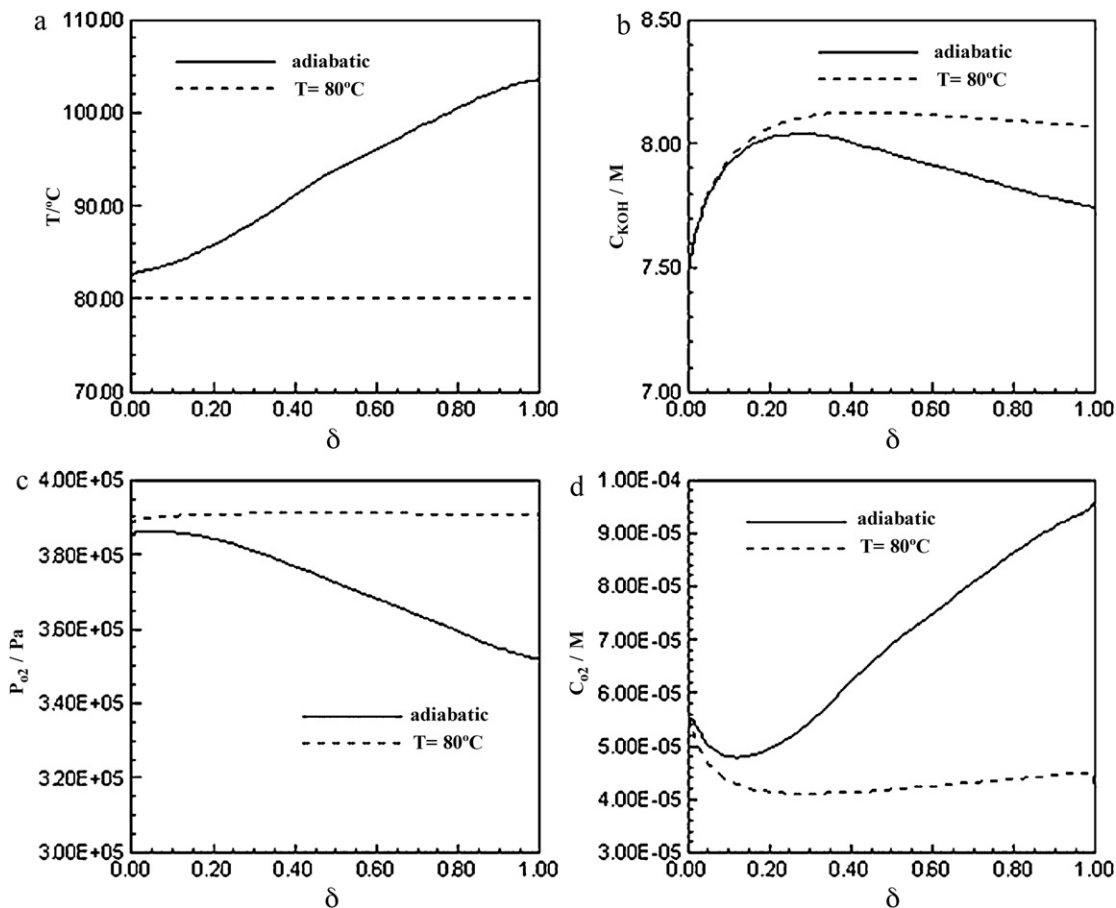 a
110.00
100.00
90.00
80.00
70.00
T/ºC
adiabatic
T= 80ºC
0.00 0.20 0.40 0.60 0.80 1.00
δ
b
8.50
8.00
7.50
7.00
C_KOH / M
adiabatic
T= 80ºC
0.00 0.20 0.40 0.60 0.80 1.00
δ
c
4.00E+05
3.80E+05
3.60E+05
3.40E+05
3.20E+05
3.00E+05
P_o2 / Pa
adiabatic
T= 80ºC
0.00 0.20 0.40 0.60 0.80 1.00
δ
d
1.00E-04
9.00E-05
8.00E-05
7.00E-05
6.00E-05
5.00E-05
4.00E-05
3.00E-05
C_o2 / M
adiabatic
T= 80ºC
0.00 0.20 0.40 0.60 0.80 1.00
δ